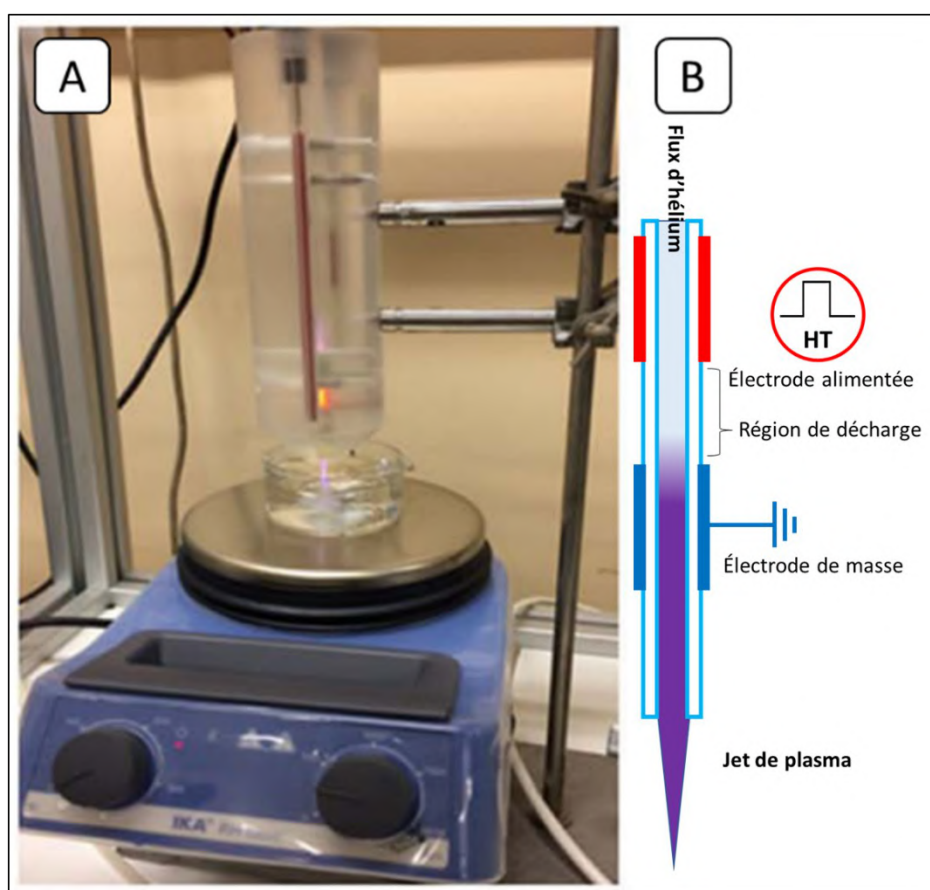 A
B
Flux d'hélium
HT
Électrode alimentée
Région de décharge
Électrode de masse
Jet de plasma
IKA